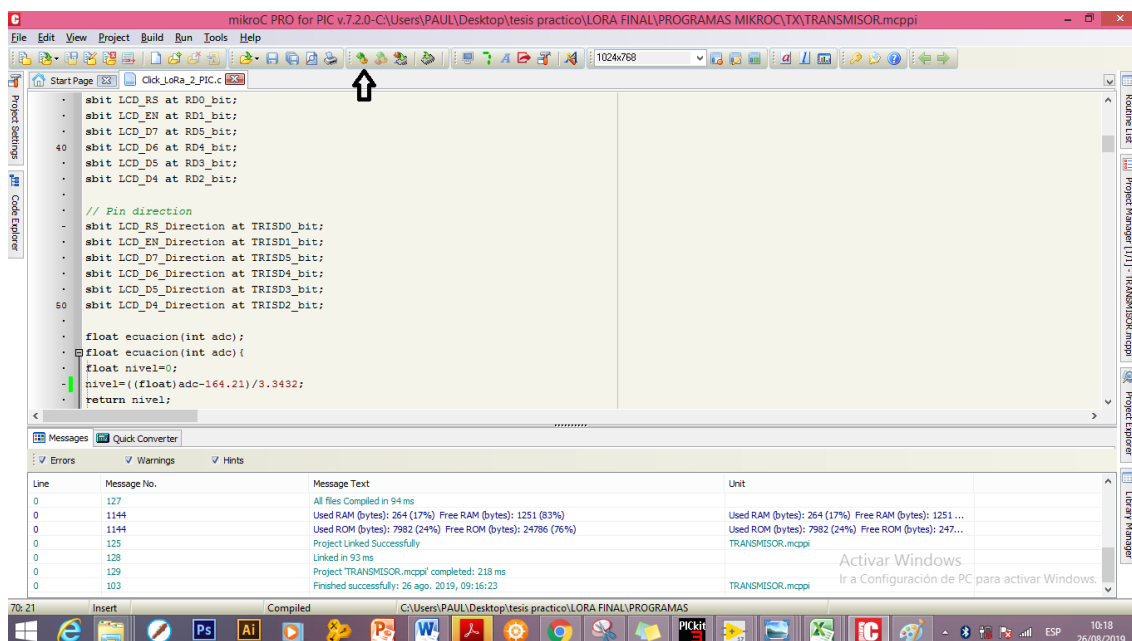 mikroC PRO for PIC v.7.2.0-C:\Users\PAUL\Desktop\tesis practico\LORA FINAL\PROGRAMAS MIKROC\TX\TRANSMISOR.mcppi
File Edit View Project Build Run Tools Help
1024x768
Start Page Click_LoRa_2_PIC.c
sbit LCD_RS at RD0_bit;
sbit LCD_EN at RD1_bit;
sbit LCD_D7 at RD5_bit;
40 sbit LCD_D6 at RD4_bit;
sbit LCD_D5 at RD3_bit;
sbit LCD_D4 at RD2_bit;
// Pin direction
sbit LCD_RS_Direction at TRISD0_bit;
sbit LCD_EN_Direction at TRISD1_bit;
sbit LCD_D7_Direction at TRISD5_bit;
sbit LCD_D6_Direction at TRISD4_bit;
sbit LCD_D5_Direction at TRISD3_bit;
50 sbit LCD_D4_Direction at TRISD2_bit;
float ecuacion(int adc);
float ecuacion(int adc){
float nivel=0;
nivel=((float)adc-164.21)/3.3432;
return nivel;
Project Settings
Code Explorer
Routine List
Project Manager [1/1] - TRANSMISOR.mcppi
Project Explorer
Library Manager
Messages Quick Converter
Errors Warnings Hints
Line Message No. Message Text Unit
0 127 All files Compiled in 94 ms
0 1144 Used RAM (bytes): 264 (17%) Free RAM (bytes): 1251 (83%) Used RAM (bytes): 264 (17%) Free RAM (bytes): 1251 ...
0 1144 Used ROM (bytes): 7982 (24%) Free ROM (bytes): 24786 (76%) Used ROM (bytes): 7982 (24%) Free ROM (bytes): 247...
0 125 Project Linked Successfully TRANSMISOR.mcppi
0 128 Linked in 93 ms
0 129 Project 'TRANSMISOR.mcppi' completed: 218 ms
0 103 Finished successfully: 26 ago. 2019, 09:16:23 TRANSMISOR.mcppi
Activar Windows
Ir a Configuración de PC para activar Windows.
70: 21 Insert Compiled C:\Users\PAUL\Desktop\tesis practico\LORA FINAL\PROGRAMAS
Ps Ai PICkit 3
ESP 10:18
26/08/2019